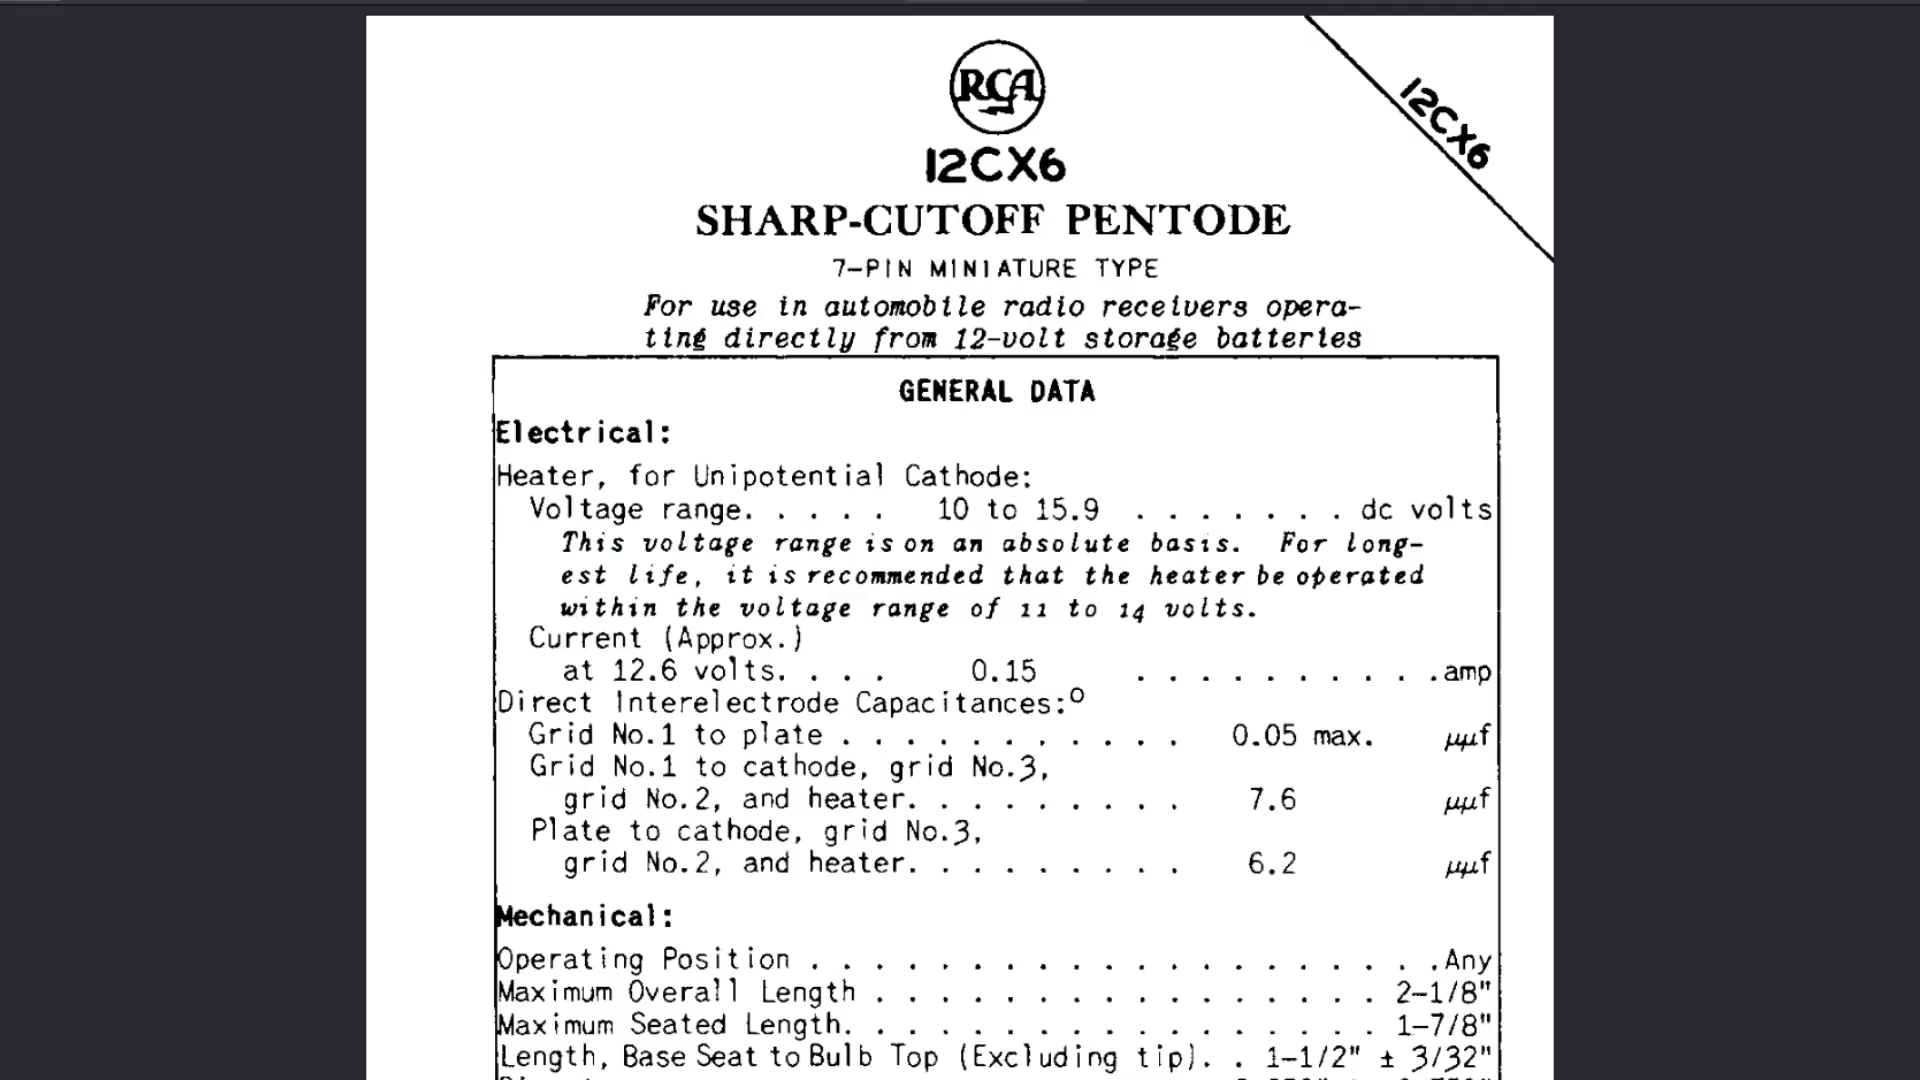 RCA
12CX6
12CX6
SHARP-CUTOFF PENTODE
7-PIN MINIATURE TYPE
For use in automobile radio receivers opera-
ting directly from 12-volt storage batteries
GENERAL DATA
Electrical:
Heater, for Unipotential Cathode:
Voltage range. . . . . 10 to 15.9 . . . . . . . dc volts
This voltage range is on an absolute basis. For long-
est life, it is recommended that the heater be operated
within the voltage range of 11 to 14 volts.
Current (Approx.)
at 12.6 volts. . . . 0.15 . . . . . . . . . . amp
Direct Interelectrode Capacitances:°
Grid No.1 to plate . . . . . . . . . . . 0.05 max. μμf
Grid No.1 to cathode, grid No.3,
grid No.2, and heater. . . . . . . . . 7.6 μμf
Plate to cathode, grid No.3,
grid No.2, and heater. . . . . . . . . 6.2 μμf
Mechanical:
Operating Position . . . . . . . . . . . . . . . . . . . . Any
Maximum Overall Length . . . . . . . . . . . . . . . . 2-1/8"
Maximum Seated Length. . . . . . . . . . . . . . . . . 1-7/8"
Length, Base Seat to Bulb Top (Excluding tip). . 1-1/2" ± 3/32"